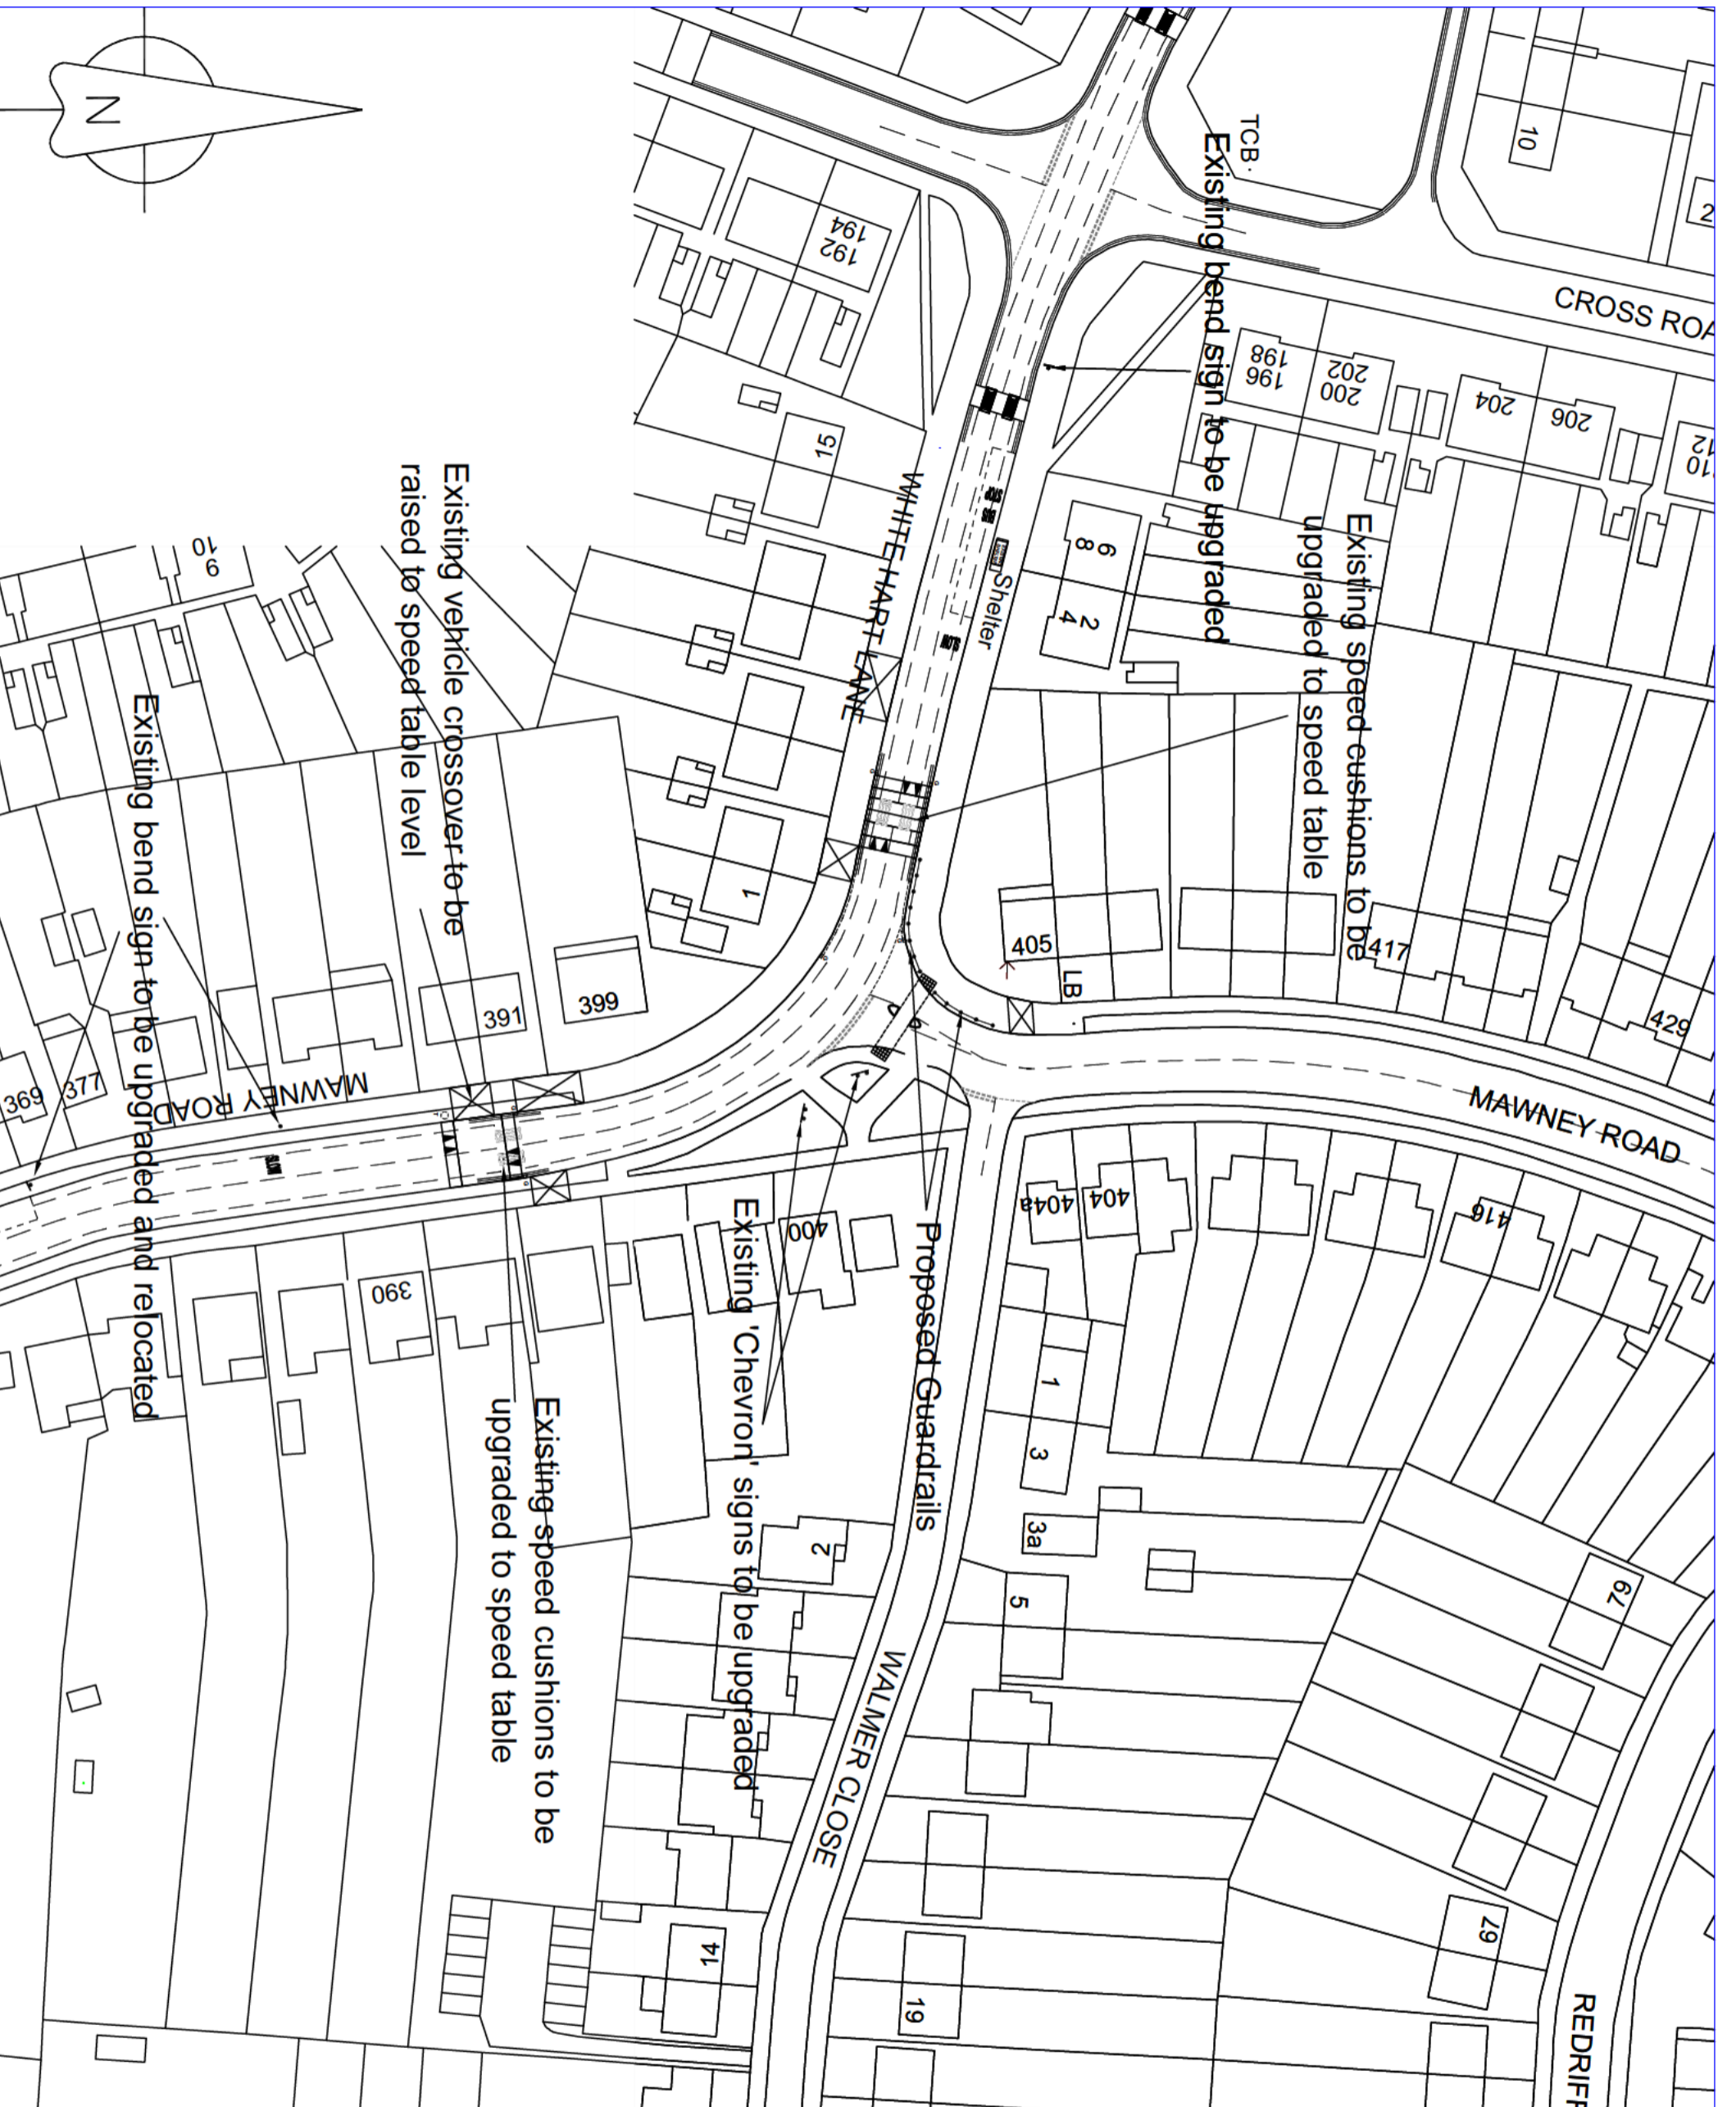 N
TCB
Existing bend sign to be upgraded
10
2
CROSS ROA
192
194
196
198
200
202
204
206
210
212
15
WHITE HART LANE
Shelter
6
8
2
4
Existing speed cushions to be
upgraded to speed table
Existing vehicle crossover to be
raised to speed table level
9
10
1
405
LB
417
429
Existing bend sign to be upgraded and relocated
369
377
391
399
MAWNEY ROAD
SLOW
SLOW
MAWNEY ROAD
390
400
404a
404
416
Existing 'Chevron' signs to be upgraded
Proposed Guardrails
Existing speed cushions to be
upgraded to speed table
1
3
3a
5
2
WALMER CLOSE
14
19
79
67
REDRIFF